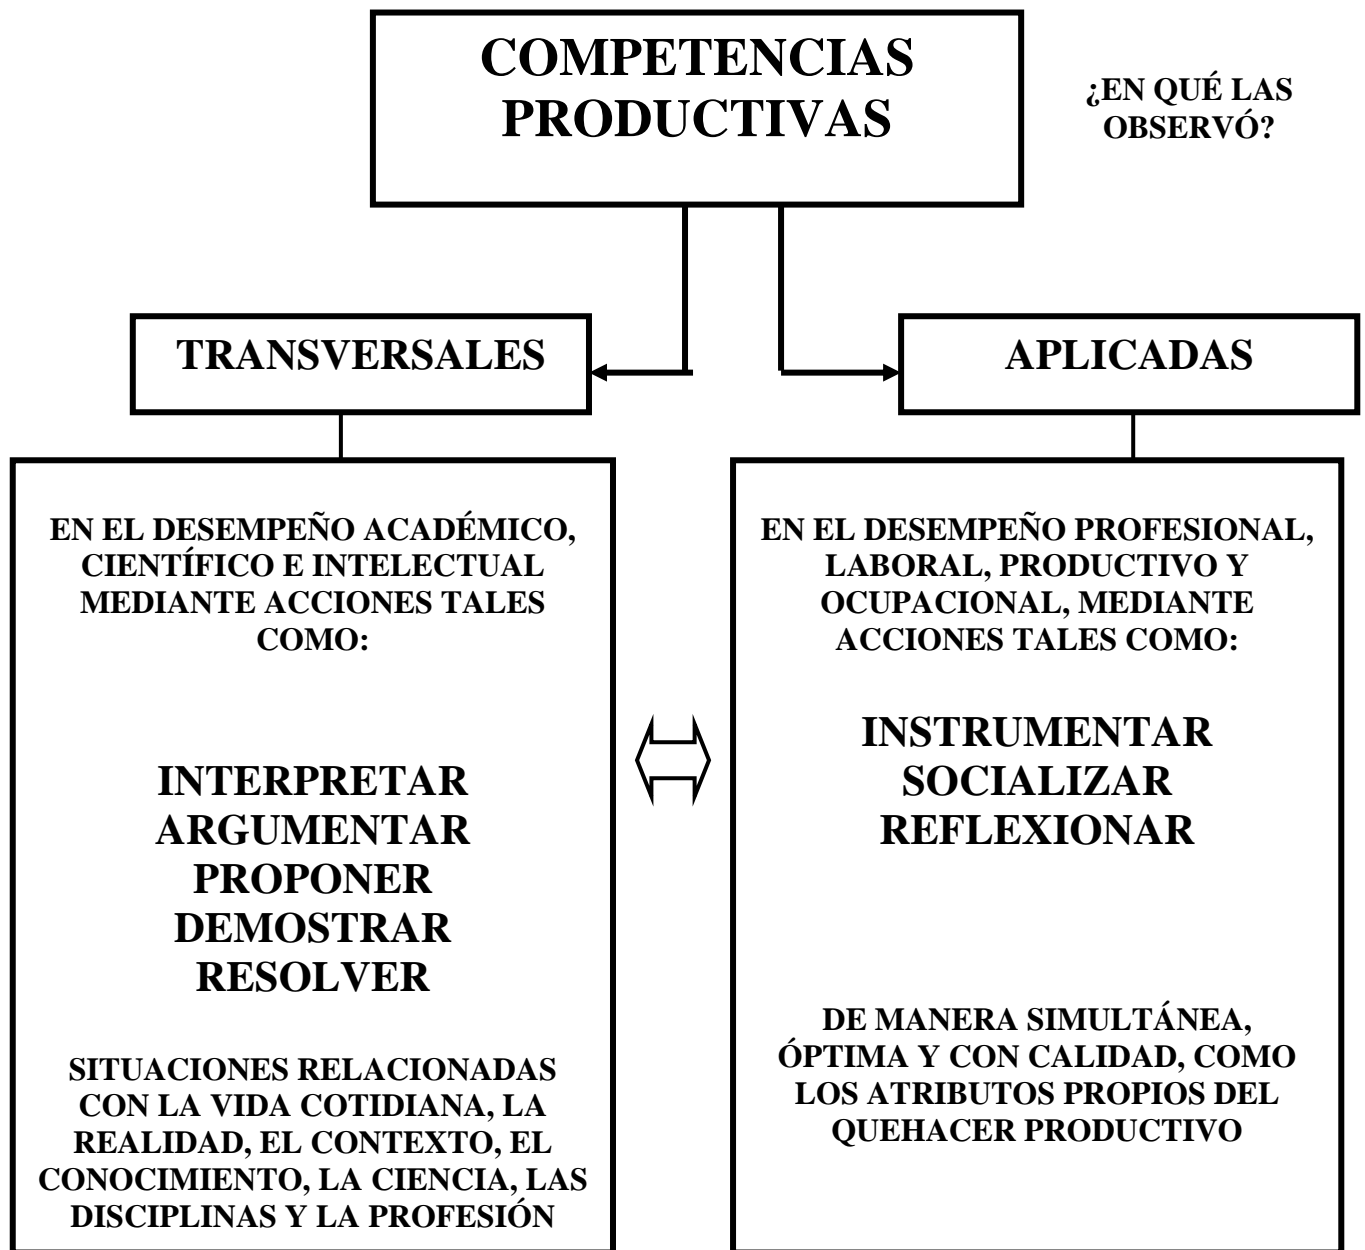 COMPETENCIAS
PRODUCTIVAS
¿EN QUÉ LAS
OBSERVÓ?
TRANSVERSALES
APLICADAS
EN EL DESEMPEÑO ACADÉMICO,
CIENTÍFICO E INTELECTUAL
MEDIANTE ACCIONES TALES
COMO:
INTERPRETAR
ARGUMENTAR
PROPONER
DEMOSTRAR
RESOLVER
SITUACIONES RELACIONADAS
CON LA VIDA COTIDIANA, LA
REALIDAD, EL CONTEXTO, EL
CONOCIMIENTO, LA CIENCIA, LAS
DISCIPLINAS Y LA PROFESIÓN
EN EL DESEMPEÑO PROFESIONAL,
LABORAL, PRODUCTIVO Y
OCUPACIONAL, MEDIANTE
ACCIONES TALES COMO:
INSTRUMENTAR
SOCIALIZAR
REFLEXIONAR
DE MANERA SIMULTÁNEA,
ÓPTIMA Y CON CALIDAD, COMO
LOS ATRIBUTOS PROPIOS DEL
QUEHACER PRODUCTIVO